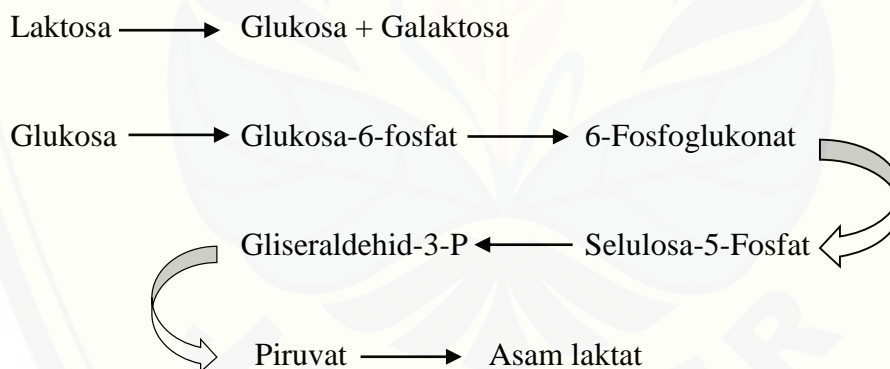 Laktosa Glukosa + Galaktosa
Glukosa Glukosa-6-fosfat 6-Fosfoglukonat
Gliseraldehid-3-P Selulosa-5-Fosfat
Piruvat Asam laktat